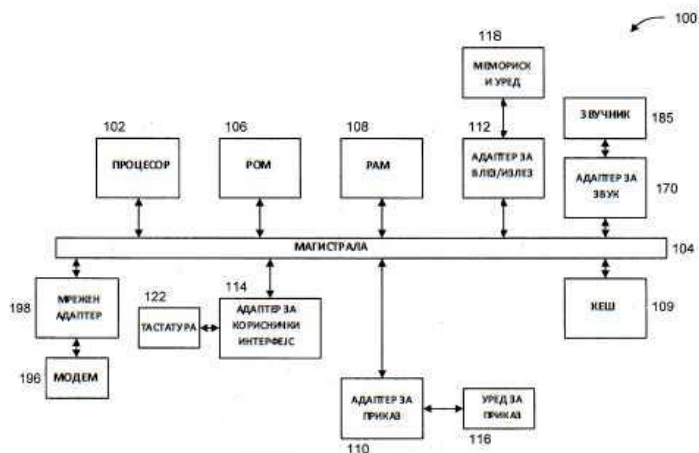 100
118
МЕМОРИСК
И УРЕД
102
106
108
112
ЗВУЧНИК
185
ПРОЦЕСОР
РОМ
РАМ
АДАПТЕР ЗА
ВЛЕЗ/ИЗЛЕЗ
АДАПТЕР ЗА
ЗВУК
170
МАГИСТРАЛА
104
198
МРЕЖЕН
АДАПТЕР
122
ТАСТАТУРА
114
АДАПТЕР ЗА
КОРИСНИЧКИ
ИНТЕРФЕЈС
КЕШ
109
196
МОДЕМ
АДАПТЕР ЗА
ПРИКАЗ
110
УРЕД ЗА
ПРИКАЗ
116